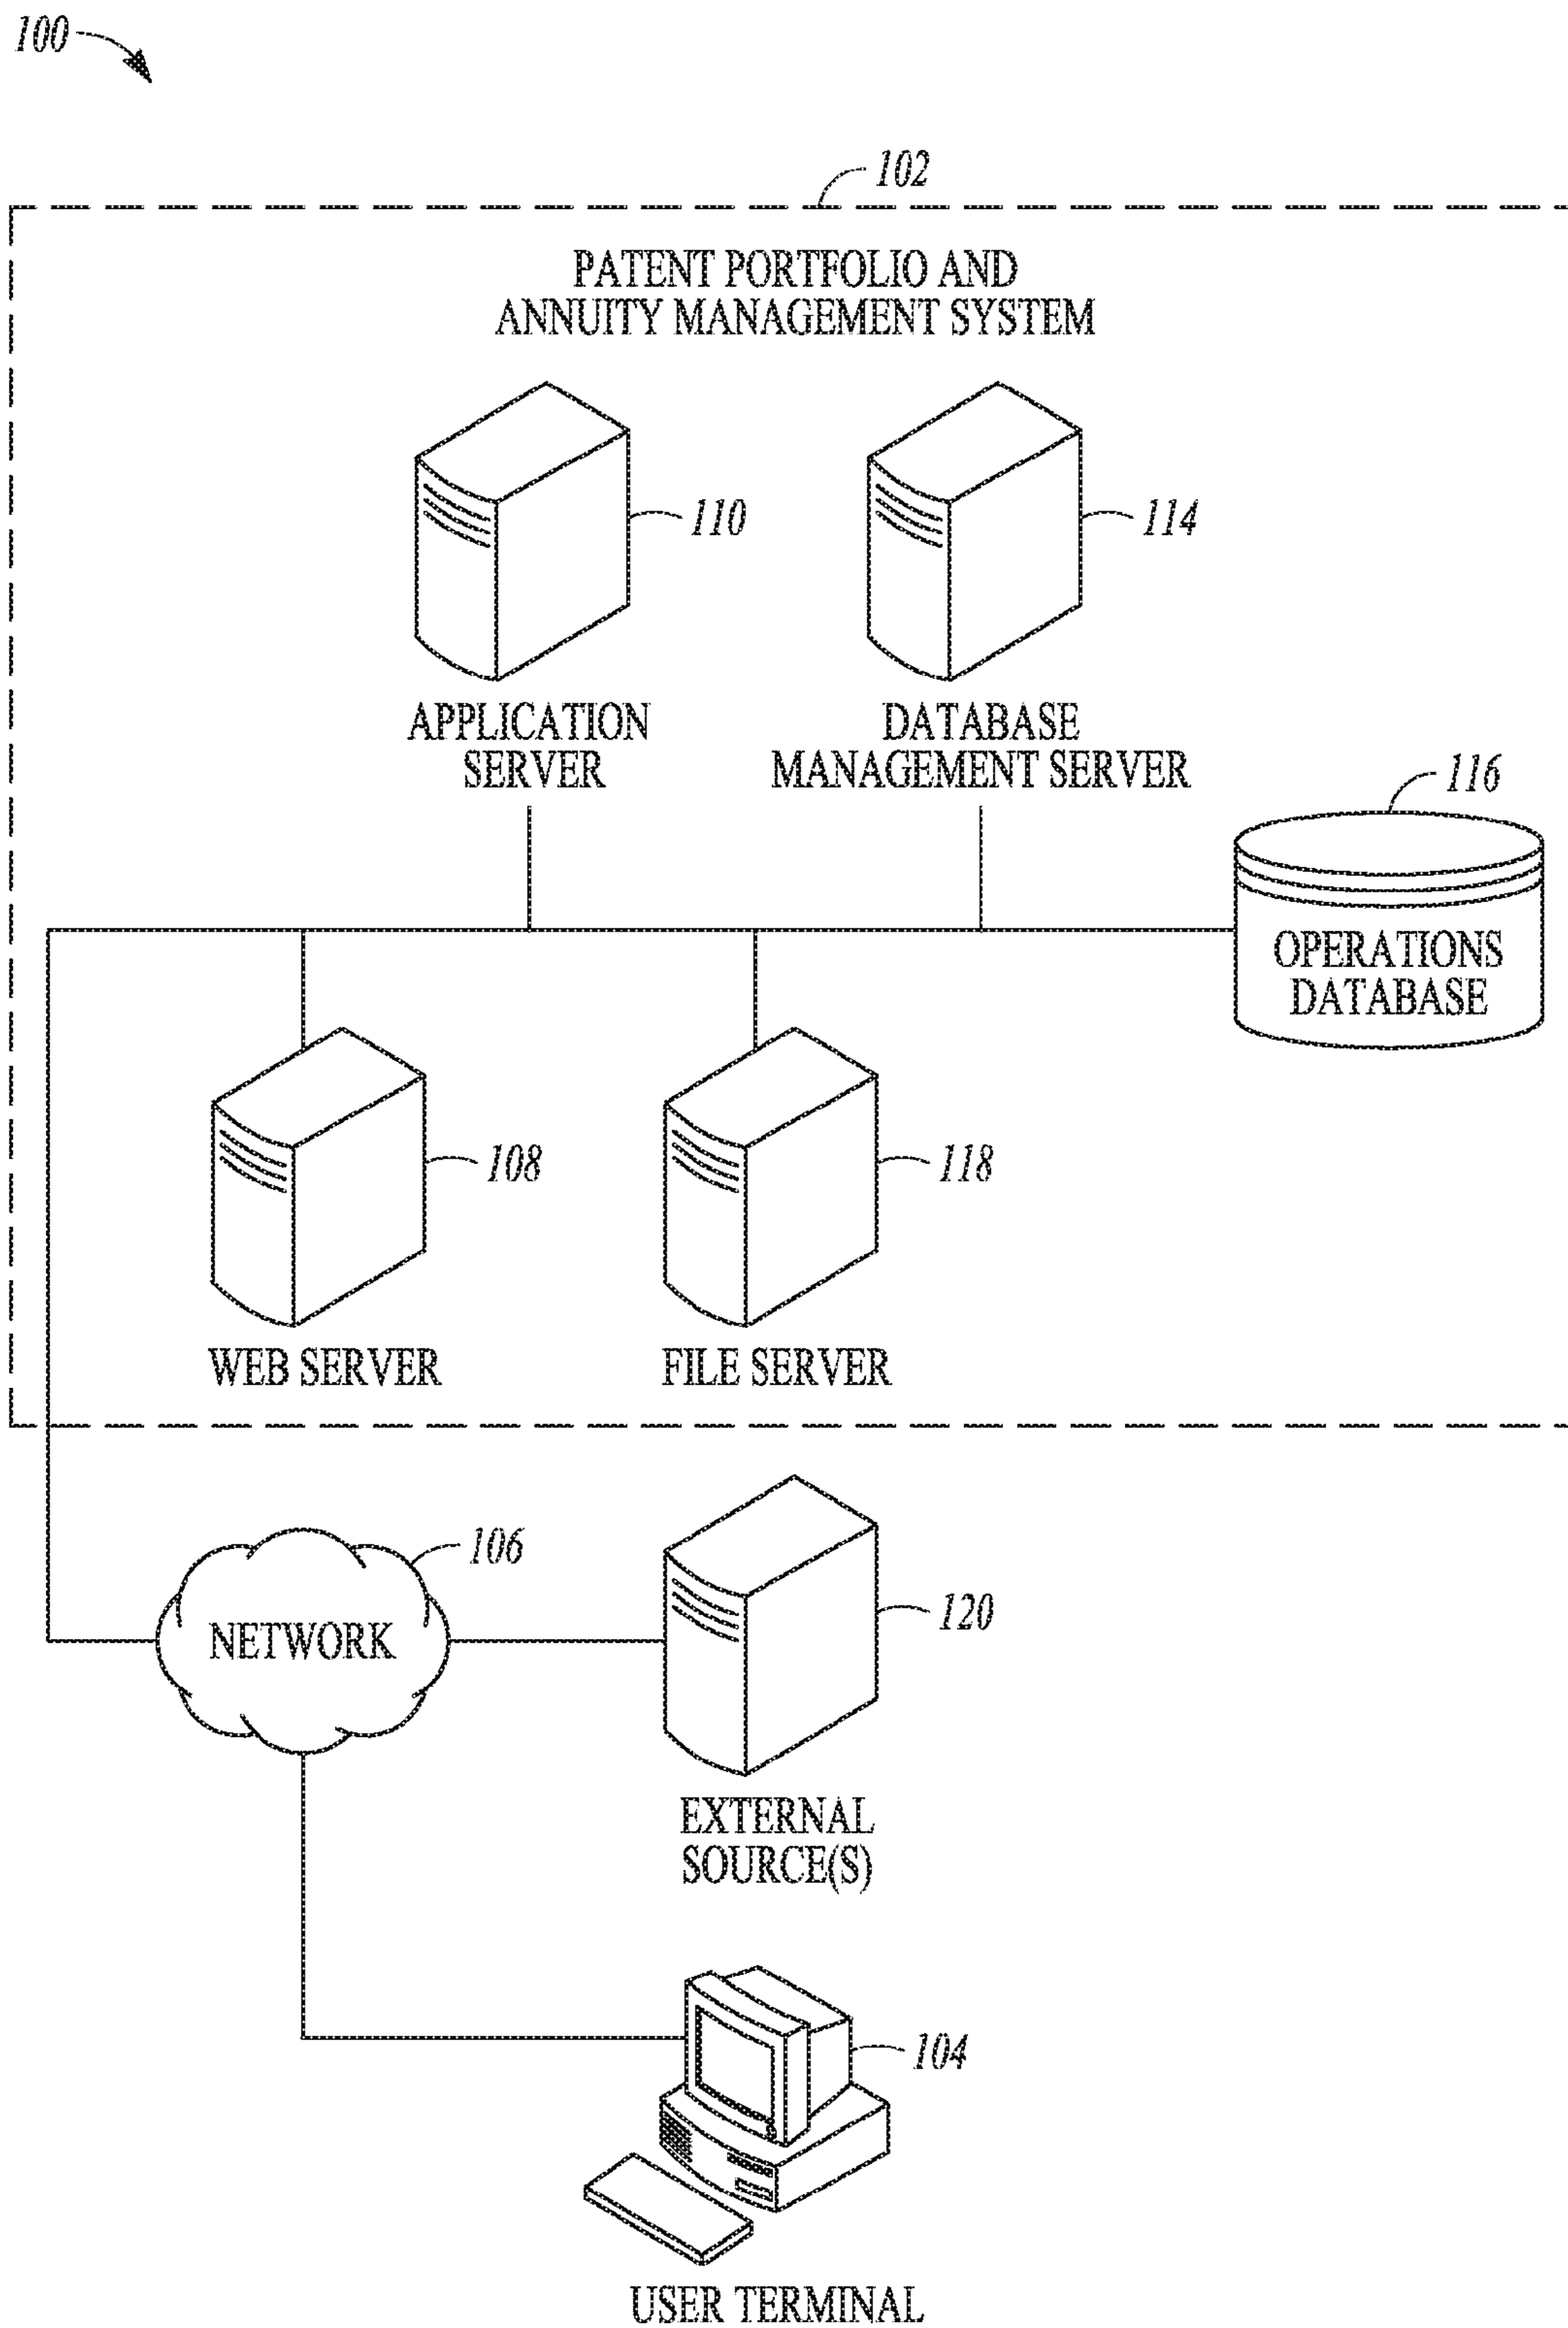 100
102
PATENT PORTFOLIO AND
ANNUITY MANAGEMENT SYSTEM
110
114
APPLICATION
SERVER
DATABASE
MANAGEMENT SERVER
116
OPERATIONS
DATABASE
108
118
WEB SERVER
FILE SERVER
106
NETWORK
120
EXTERNAL
SOURCE(S)
104
USER TERMINAL